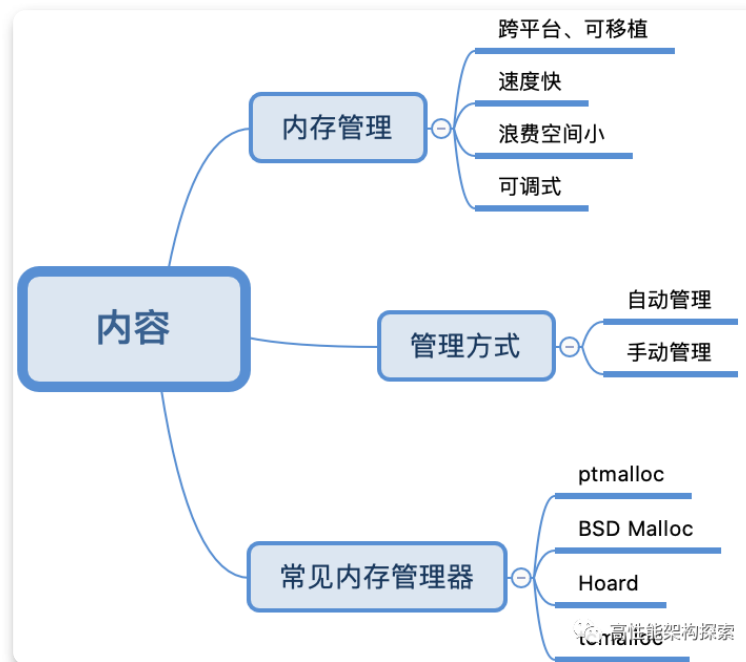 内容
内存管理
跨平台、可移植
速度快
浪费空间小
可调式
管理方式
自动管理
手动管理
常见内存管理器
ptmalloc
BSD Malloc
Hoard
tcmalloc
高性能架构探索